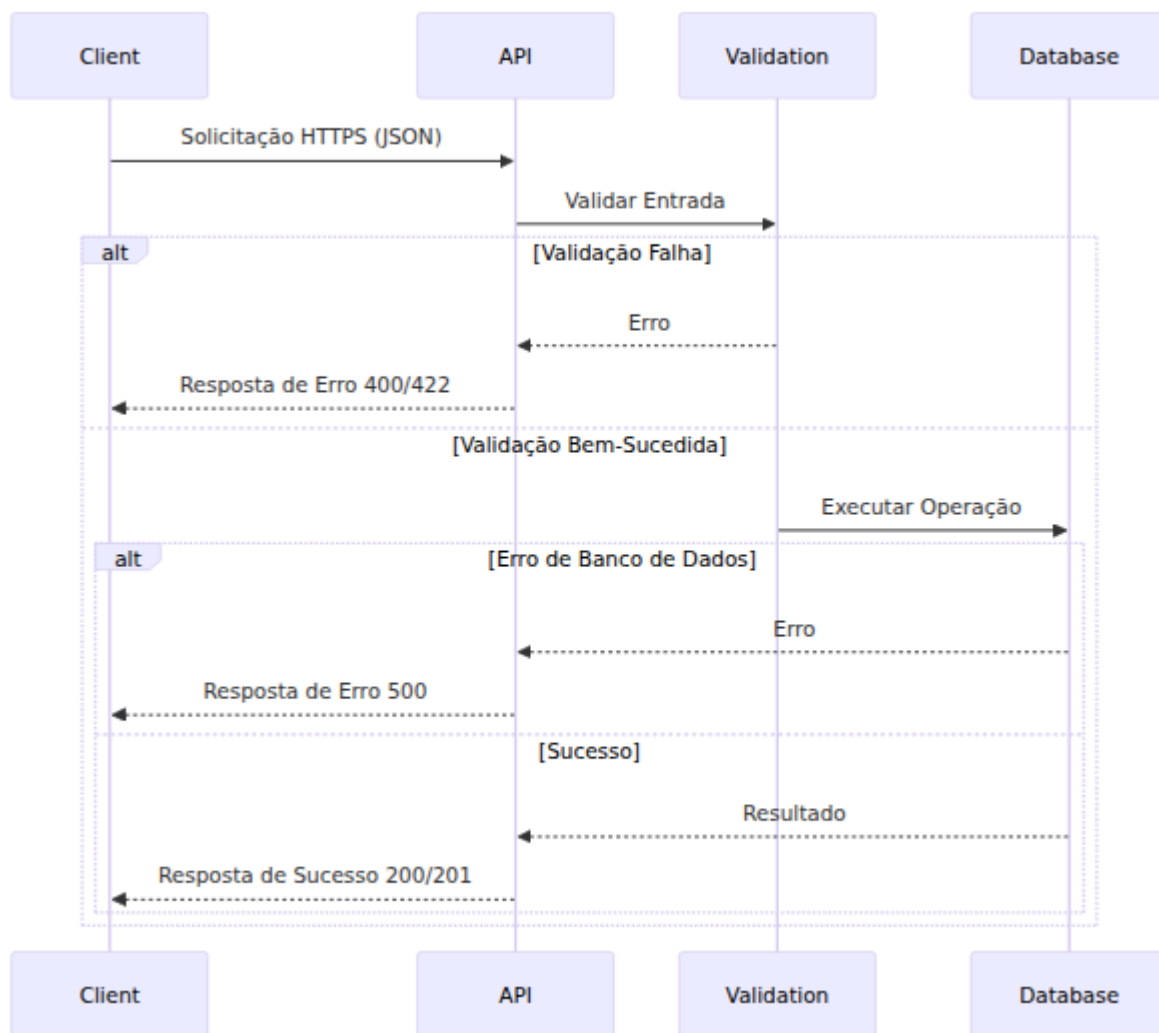 Client
API
Validation
Database
Solicitação HTTPS (JSON)
Validar Entrada
alt
[Validação Falha]
Erro
Resposta de Erro 400/422
[Validação Bem-Sucedida]
Executar Operação
alt
[Erro de Banco de Dados]
Erro
Resposta de Erro 500
[Sucesso]
Resultado
Resposta de Sucesso 200/201
Client
API
Validation
Database